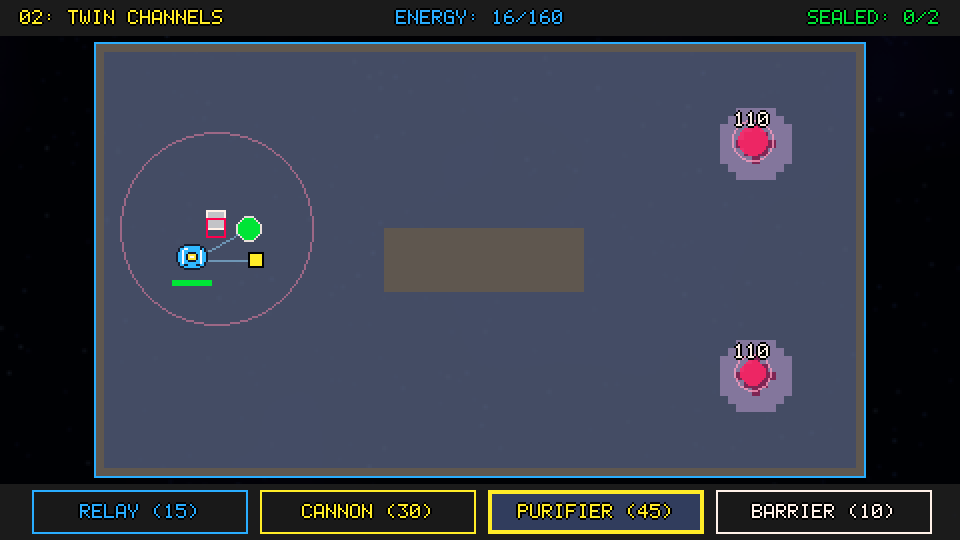 02: TWIN CHANNELS
ENERGY: 16/160
SEALED: 0/2
110
110
RELAY (15)
CANNON (30)
PURIFIER (45)
BARRIER (10)